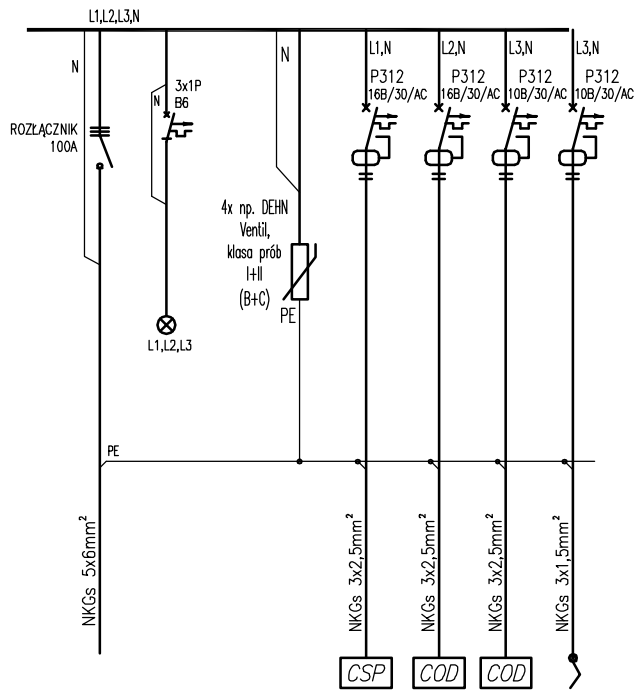 L1,L2,L3,N
N
ROZŁĄCZNIK
100A
3x1P
B6
N
L1,L2,L3
N
4x np. DEHN
Ventil,
klasa prób
I+II
(B+C)
PE
L1,N
P312
16B/30/AC
L2,N
P312
16B/30/AC
L3,N
P312
10B/30/AC
L3,N
P312
10B/30/AC
PE
NKGs 5x6mm²
NKGs 3x2,5mm²
NKGs 3x2,5mm²
NKGs 3x2,5mm²
NKGs 3x1,5mm²
CSP
COD
COD